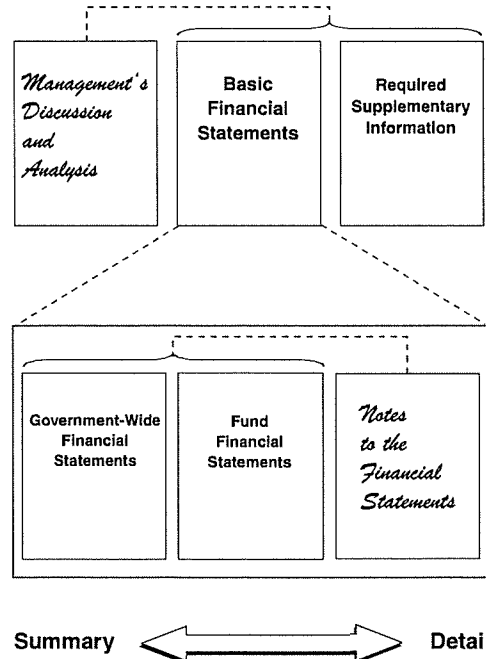 Management's
Discussion
and
Analysis
Basic
Financial
Statements
Required
Supplementary
Information
Government-Wide
Financial
Statements
Fund
Financial
Statements
Notes
to the
Financial
Statements
Summary
Detai